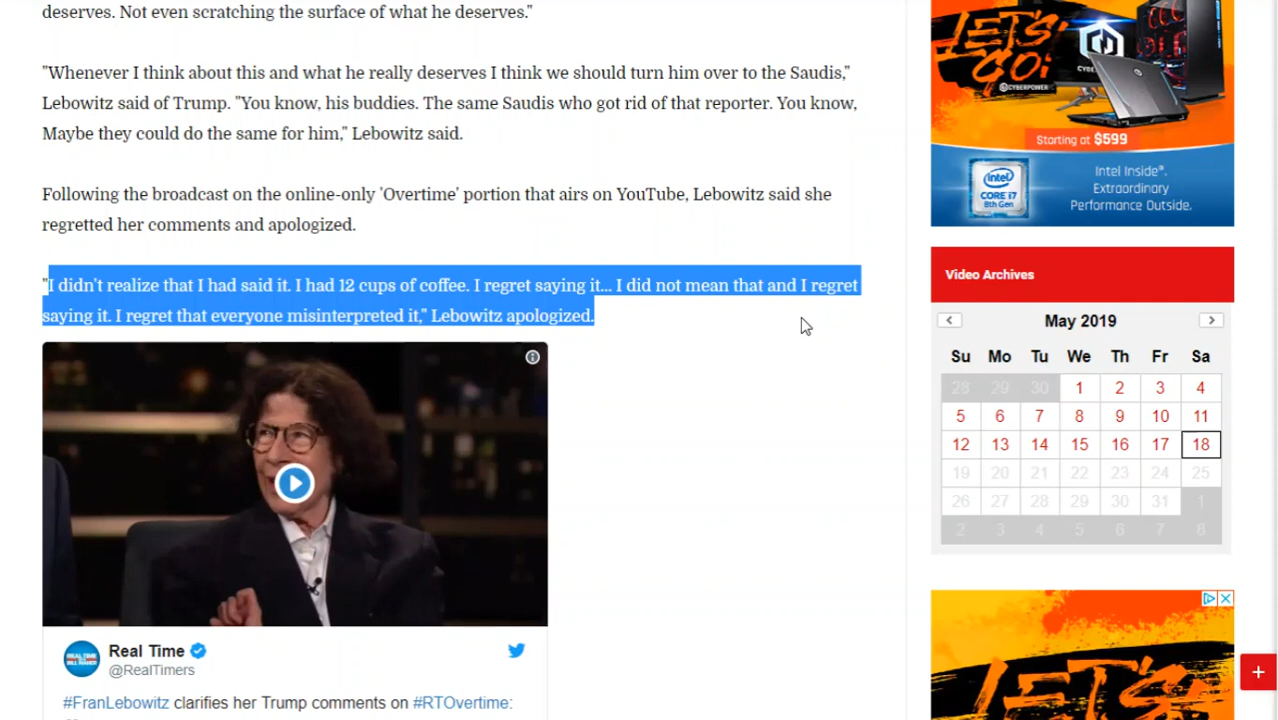 deserves. Not even scratching the surface of what he deserves."
"Whenever I think about this and what he really deserves I think we should turn him over to the Saudis,"
Lebowitz said of Trump. "You know, his buddies. The same Saudis who got rid of that reporter. You know,
Maybe they could do the same for him," Lebowitz said.
Following the broadcast on the online-only 'Overtime' portion that airs on YouTube, Lebowitz said she
regretted her comments and apologized.
"I didn't realize that I had said it. I had 12 cups of coffee. I regret saying it... I did not mean that and I regret
saying it. I regret that everyone misinterpreted it," Lebowitz apologized.
Real Time
@RealTimers
#FranLebowitz clarifies her Trump comments on #RTOvertime:
LET'S
GO!
CYBERPOWER
Starting at $599
intel
CORE i7
8th Gen
Intel Inside®.
Extraordinary
Performance Outside.
Video Archives
< May 2019 >
Su Mo Tu We Th Fr Sa
28 29 30 1 2 3 4
5 6 7 8 9 10 11
12 13 14 15 16 17 18
19 20 21 22 23 24 25
26 27 28 29 30 31 1
2 3 4 5 6 7 8
LET'S
+